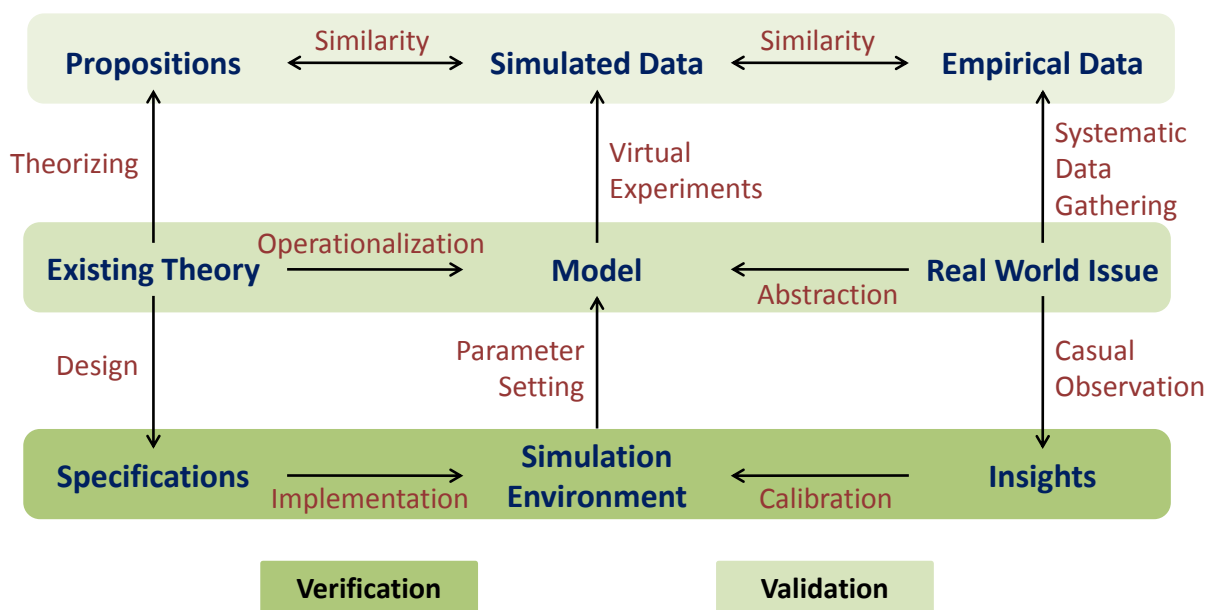 Similarity
Similarity
Propositions
Simulated Data
Empirical Data
Theorizing
Virtual
Experiments
Systematic
Data
Gathering
Operationalization
Existing Theory
Model
Real World Issue
Abstraction
Design
Parameter
Setting
Casual
Observation
Specifications
Simulation
Environment
Insights
Implementation
Calibration
Verification
Validation